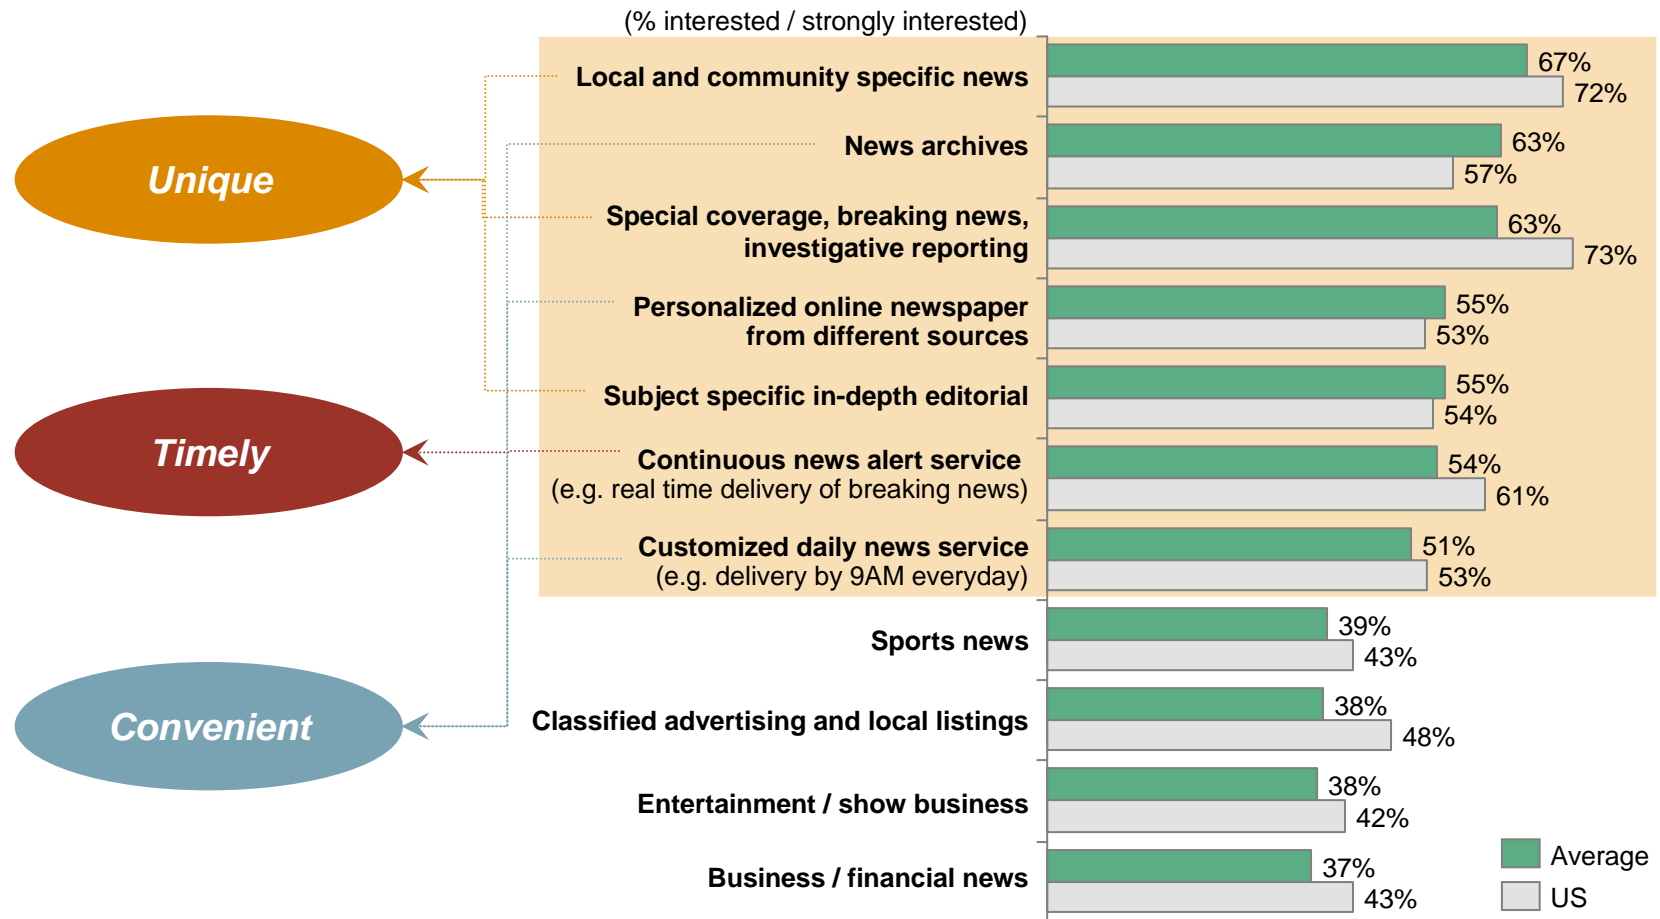 (% interested / strongly interested)
Local and community specific news
67%
72%
Unique
News archives
63%
57%
Special coverage, breaking news,
investigative reporting
63%
73%
Personalized online newspaper
from different sources
55%
53%
Subject specific in-depth editorial
55%
54%
Timely
Continuous news alert service
(e.g. real time delivery of breaking news)
54%
61%
Customized daily news service
(e.g. delivery by 9AM everyday)
51%
53%
Sports news
39%
43%
Convenient
Classified advertising and local listings
38%
48%
Entertainment / show business
38%
42%
Business / financial news
37%
43%
Average
US